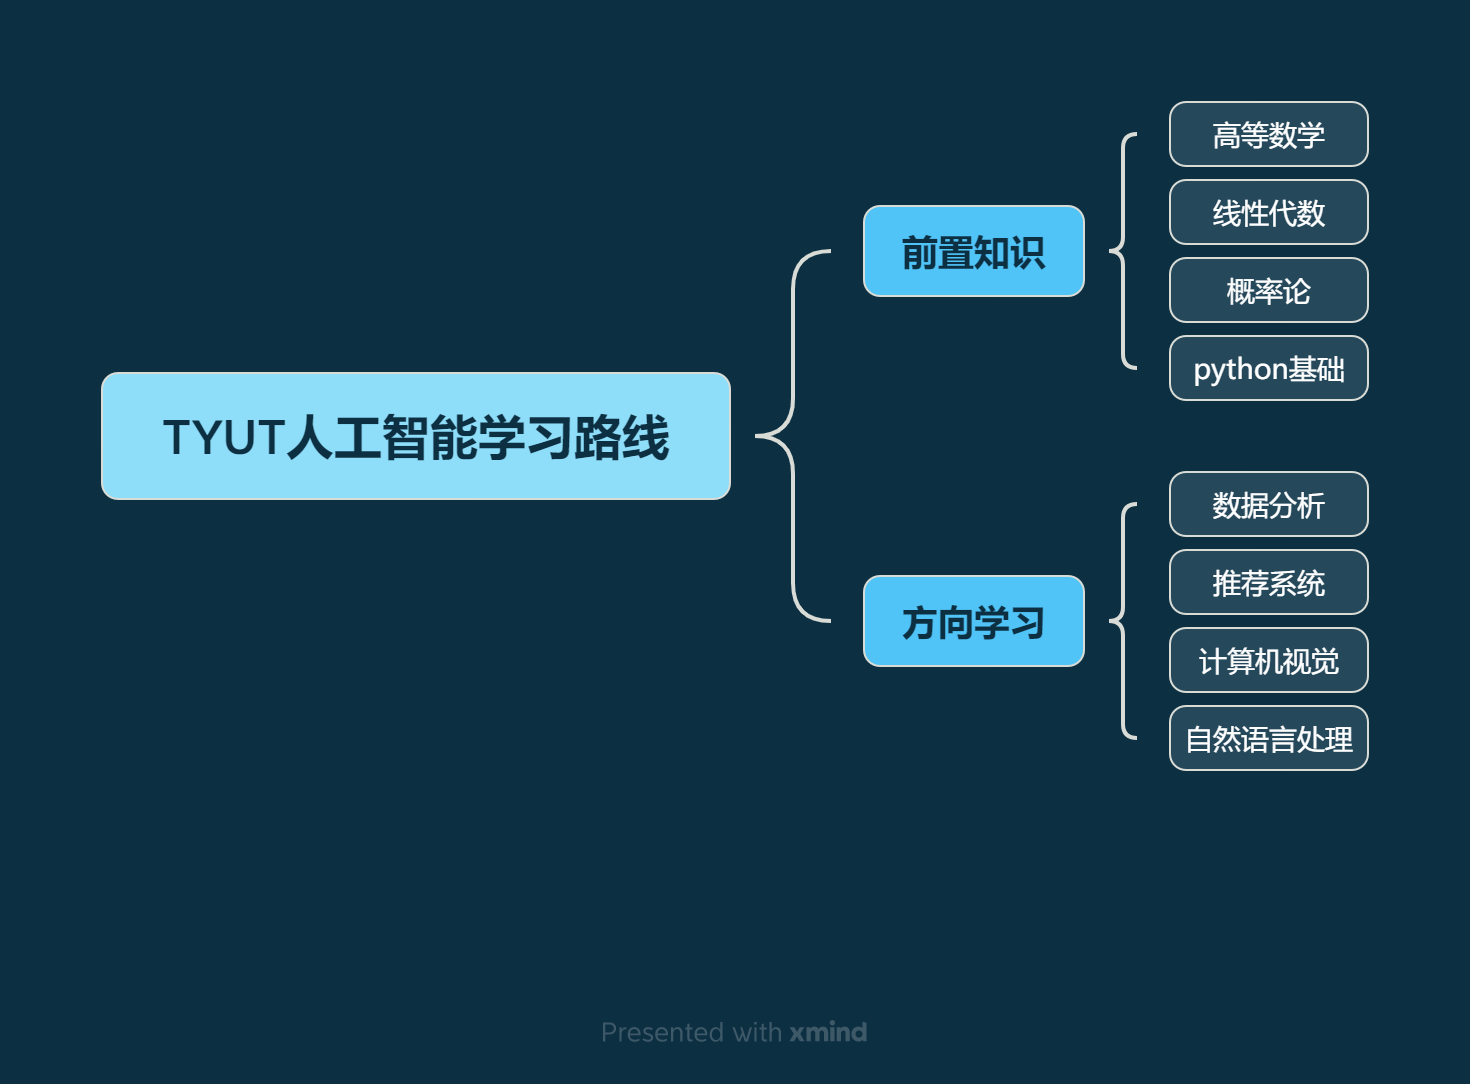 TYUT人工智能学习路线
前置知识
高等数学
线性代数
概率论
python基础
方向学习
数据分析
推荐系统
计算机视觉
自然语言处理
Presented with xmind